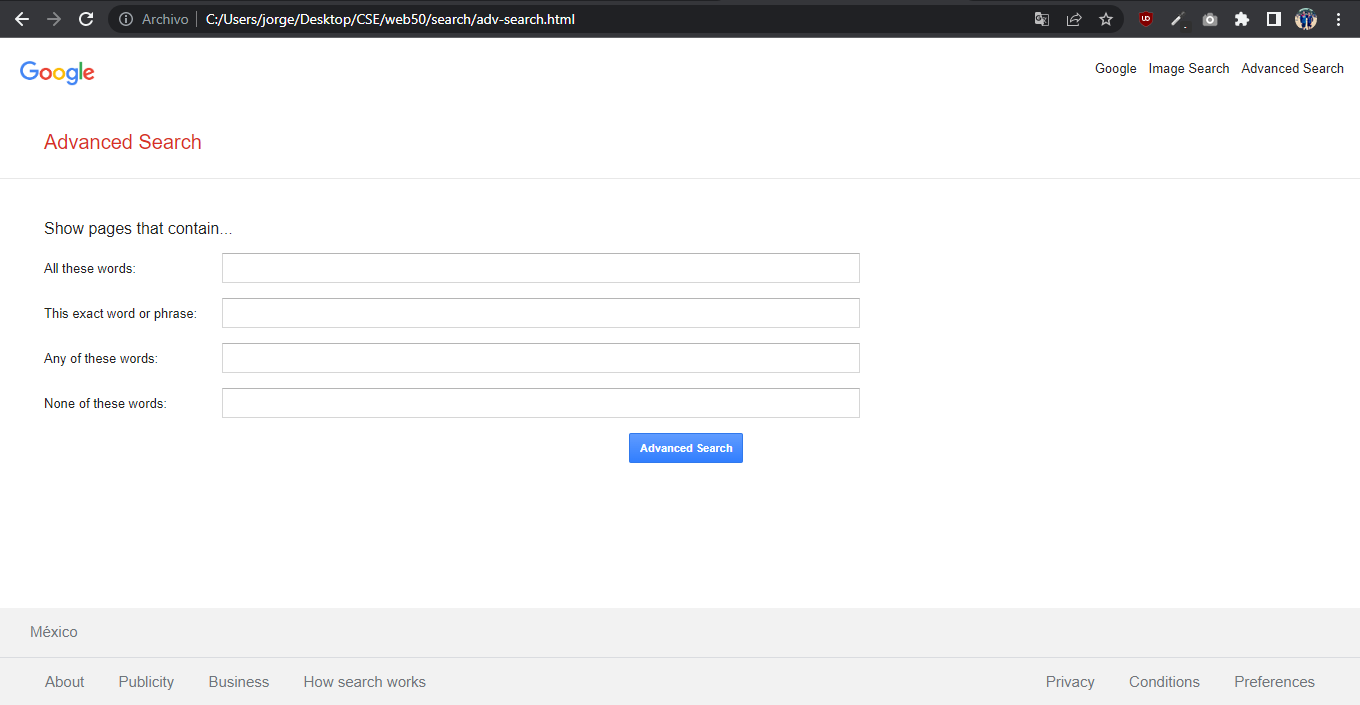 Archivo C:/Users/jorge/Desktop/CSE/web50/search/adv-search.html
Google Google Image Search Advanced Search
Advanced Search
Show pages that contain...
All these words:
This exact word or phrase:
Any of these words:
None of these words:
Advanced Search
México
About Publicity Business How search works Privacy Conditions Preferences